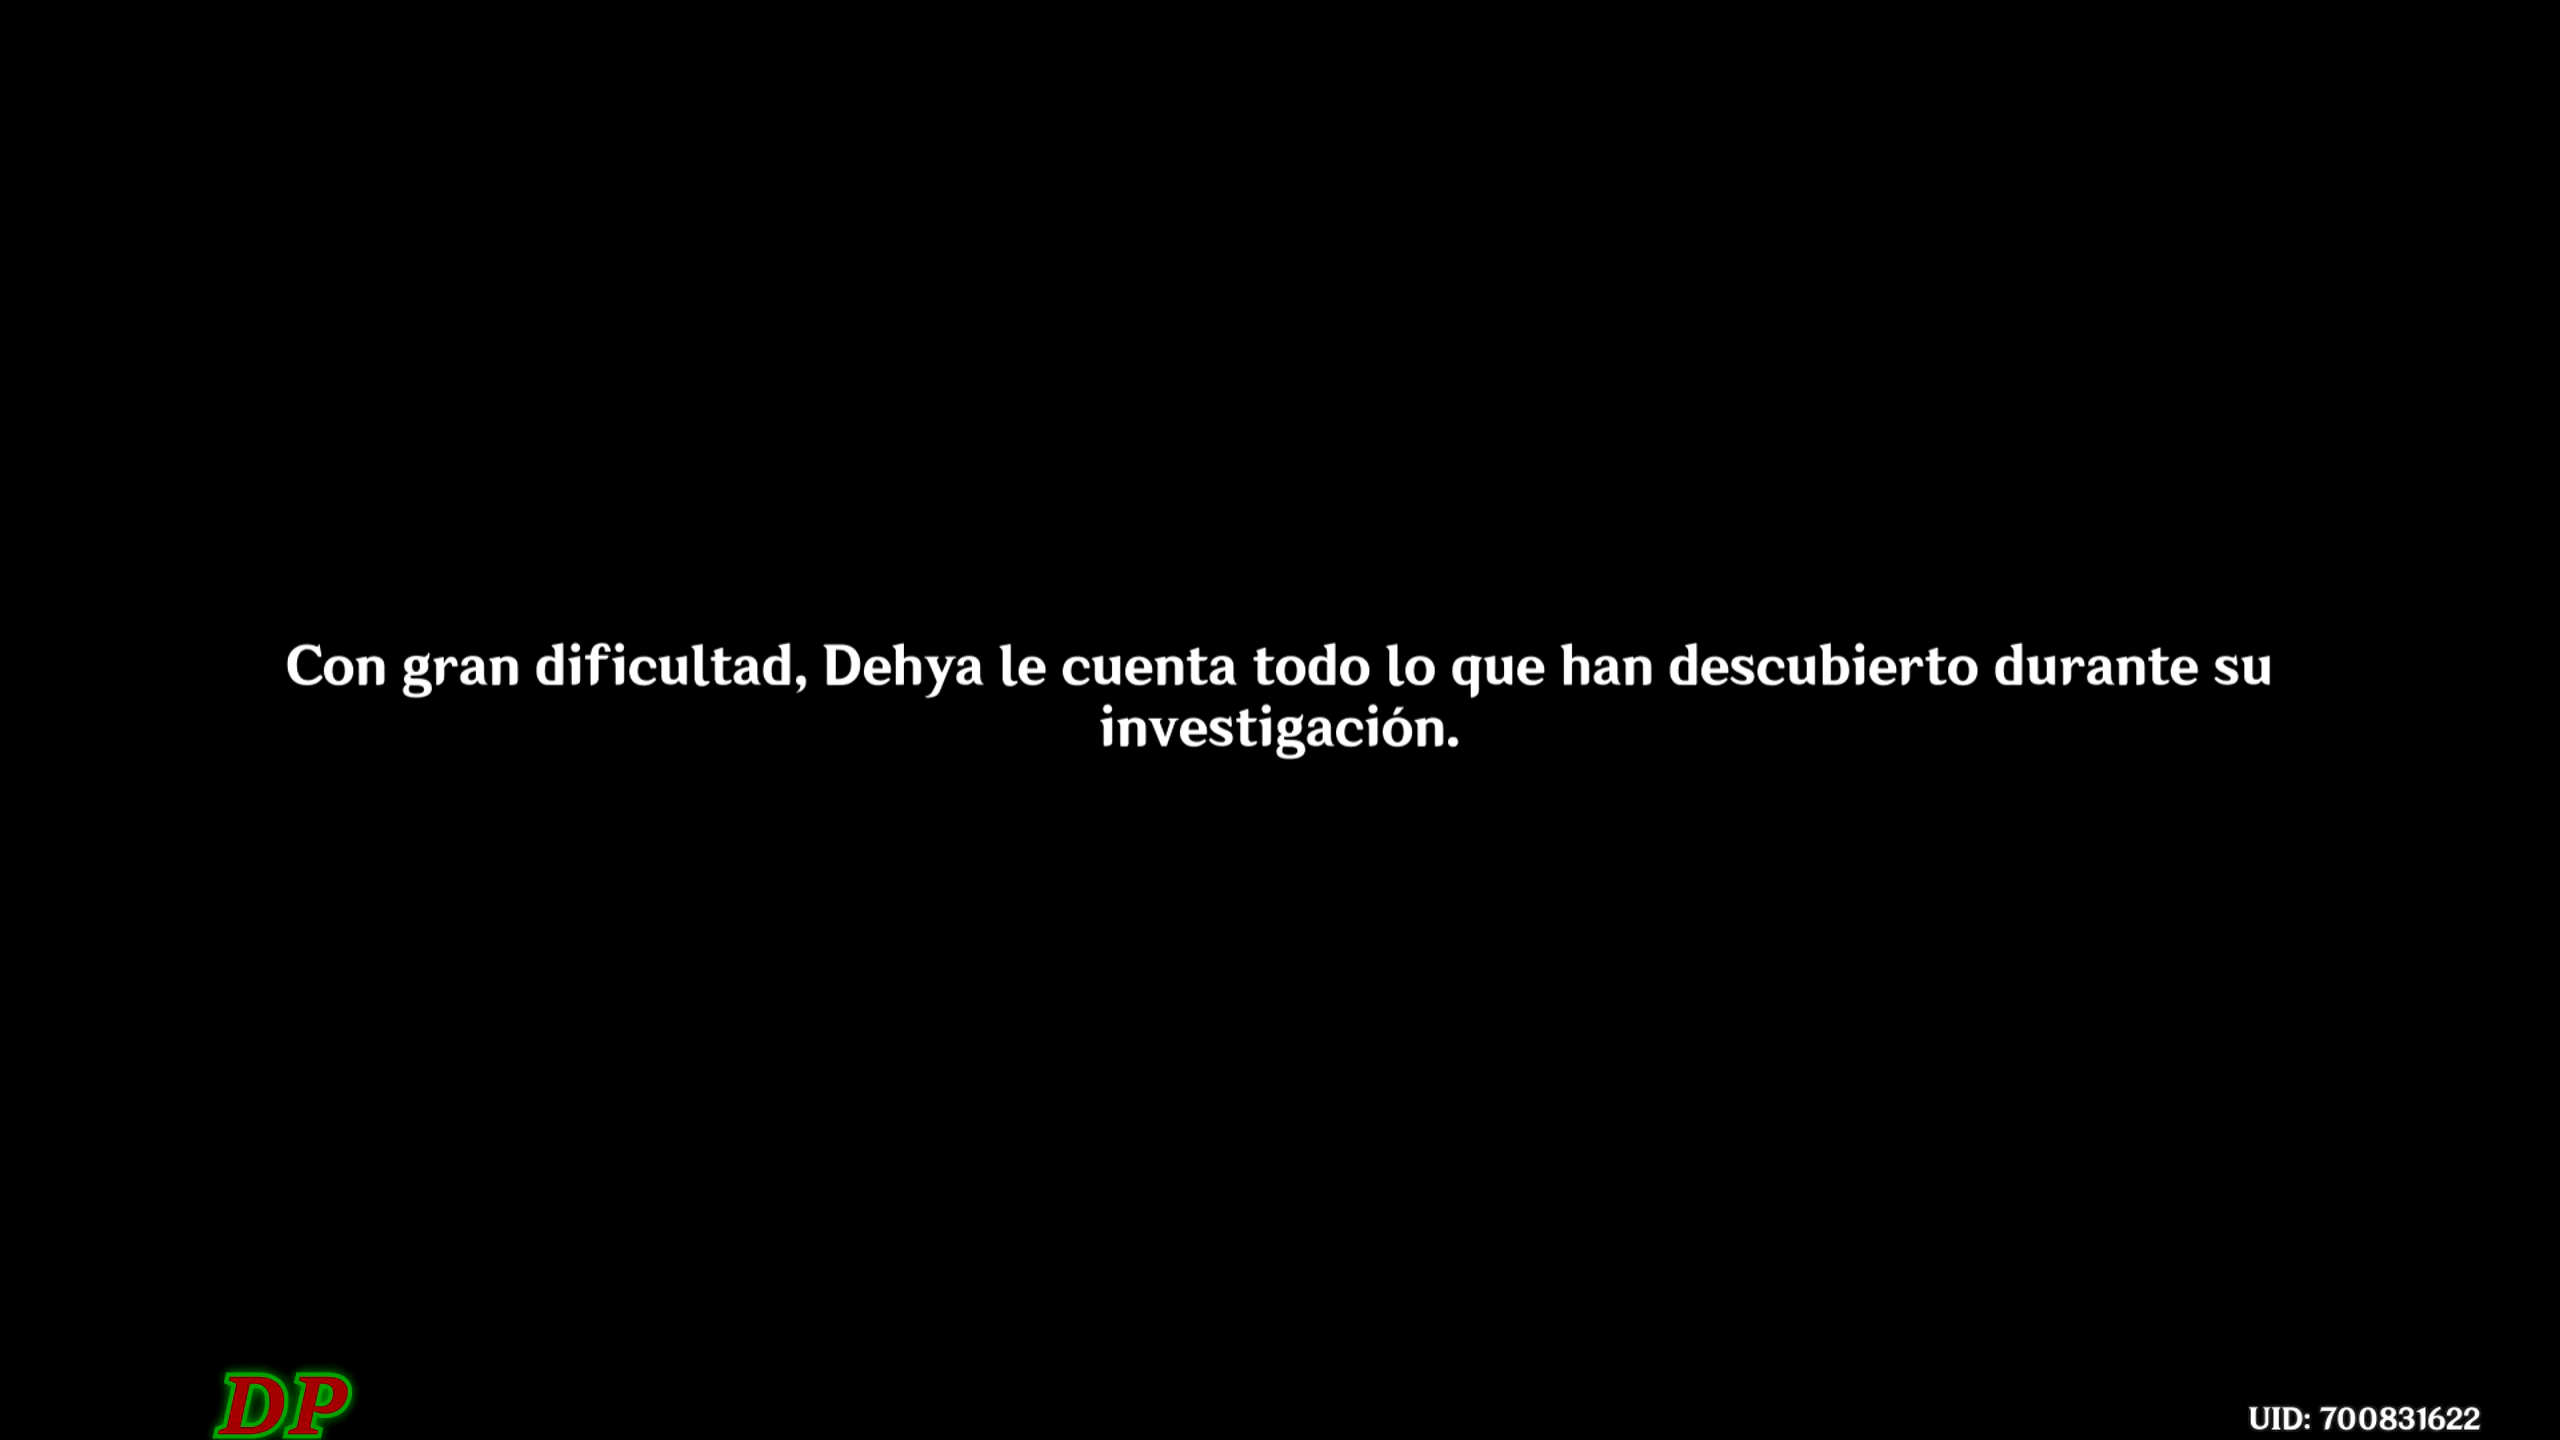 Con gran dificultad, Dehya le cuenta todo lo que han descubierto durante su
investigación.
DP
UID: 700831622